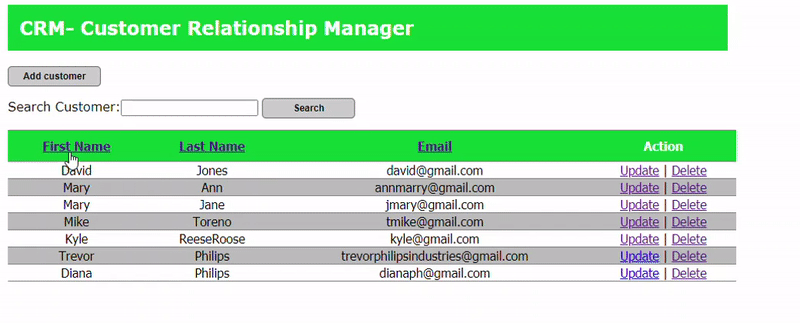 CRM- Customer Relationship Manager
Add customer
Search Customer: Search
First Name Last Name Email Action
David Jones david@gmail.com Update | Delete
Mary Ann annmarry@gmail.com Update | Delete
Mary Jane jmary@gmail.com Update | Delete
Mike Toreno tmike@gmail.com Update | Delete
Kyle ReeseRoose kyle@gmail.com Update | Delete
Trevor Philips trevorphilipsindustries@gmail.com Update | Delete
Diana Philips dianaph@gmail.com Update | Delete